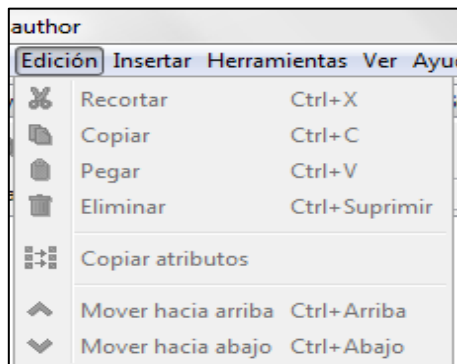 author
Edición Insertar Herramientas Ver
Recortar Ctrl+X
Copiar Ctrl+C
Pegar Ctrl+V
Eliminar Ctrl+Suprimir
Copiar atributos
Mover hacia arriba Ctrl+Arriba
Mover hacia abajo Ctrl+Abajo